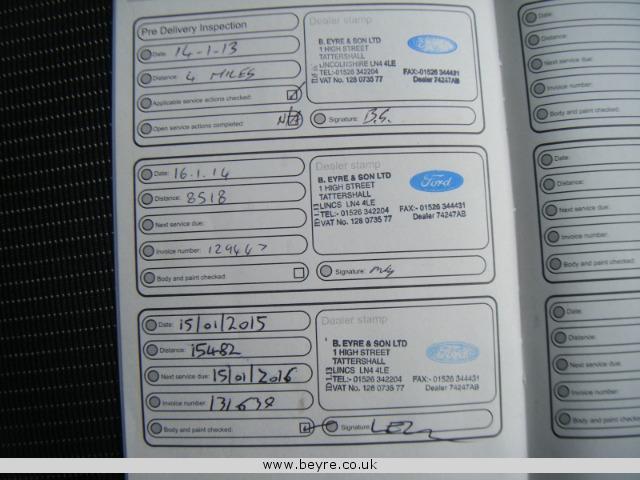 Pre Delivery Inspection
Date: 14-1-13
Distance: 4 MILES
Applicable service actions checked:
Open service actions completed: N/A
Dealer stamp
B. EYRE & SON LTD
1 HIGH STREET
TATTERSHALL
LINCOLNSHIRE LN4 4LE
TEL:-01526 342204 FAX:-01526 344431
VAT No. 128 0735 77 Dealer 74247AB
Ford
Signature: B.S.
Date: 16.1.14
Distance: 8518
Next service due:
Invoice number: 129447
Body and paint checked:
Dealer stamp
B. EYRE & SON LTD
1 HIGH STREET
TATTERSHALL
LINCS LN4 4LE
TEL:- 01526 342204 FAX:- 01526 344431
VAT No. 128 0735 77 Dealer 74247AB
Ford
Signature:
Date: 15/01/2015
Distance: 15482
Next service due: 15/01/2016
Invoice number: 131638
Body and paint checked:
Dealer stamp
B. EYRE & SON LTD
1 HIGH STREET
TATTERSHALL
LINCS LN4 4LE
TEL:- 01526 342204 FAX:- 01526 344431
VAT No. 128 0735 77 Dealer 74247AB
Ford
Signature:
Date:
Distance:
Next service due:
Invoice number:
Body and paint checked:
Date:
Distance:
Next service due:
Invoice number:
Body and paint checked:
Date:
Distance:
Next service due:
Invoice number:
Body and paint checked:
www.beyre.co.uk